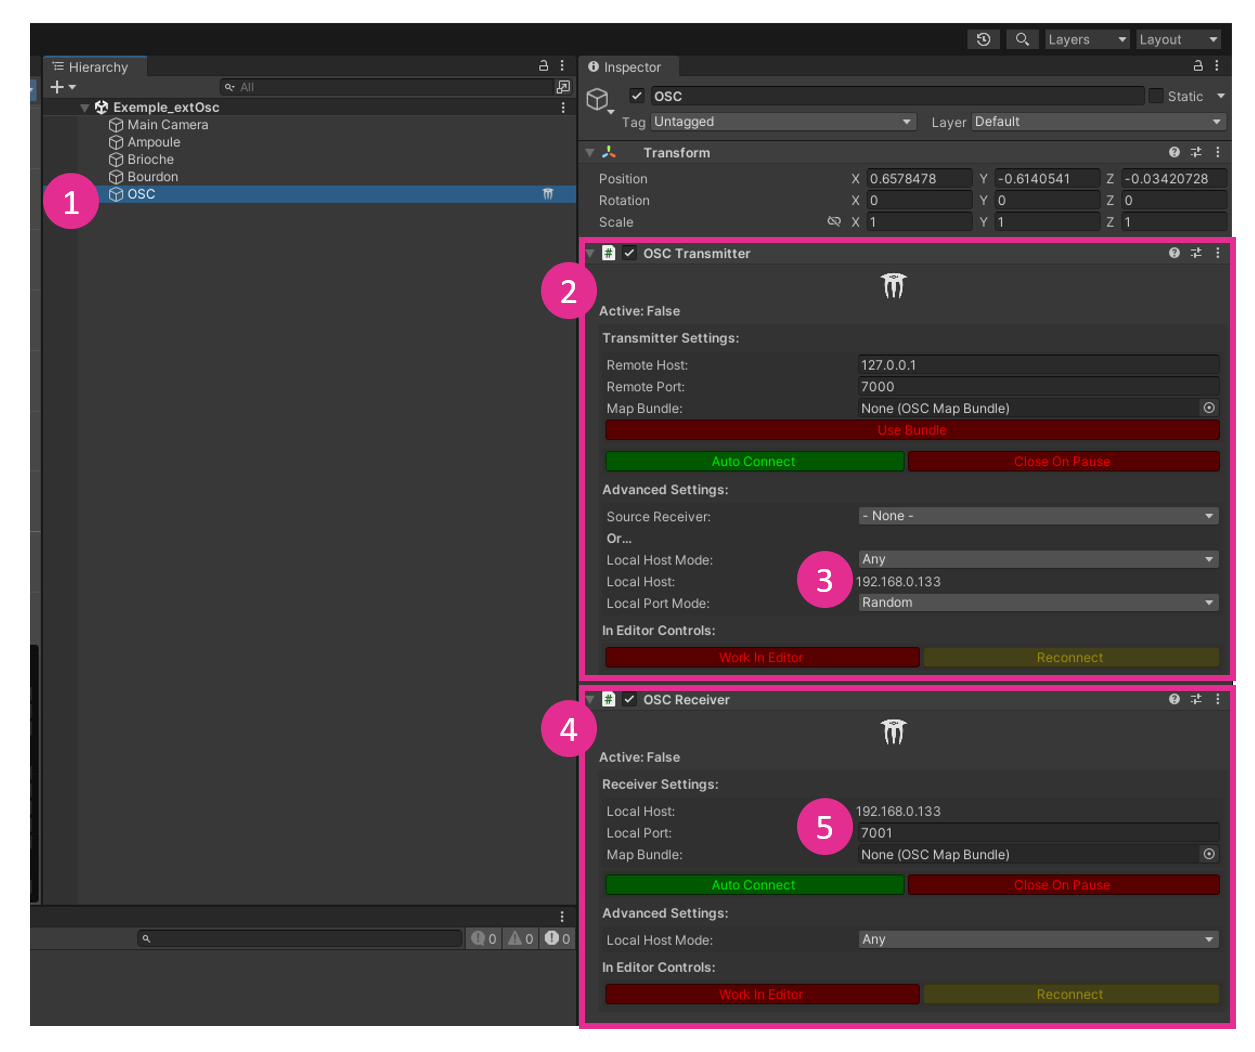 Layers Layout
Hierarchy
All
Exemple_extOsc
Main Camera
Ampoule
Brioche
Bourdon
OSC
1
0 0 0
Inspector
OSC Static
Tag Untagged Layer Default
Transform
Position X 0.6578478 Y -0.6140541 Z -0.03420728
Rotation X 0 Y 0 Z 0
Scale X 1 Y 1 Z 1
# OSC Transmitter
2
Active: False
Transmitter Settings:
Remote Host: 127.0.0.1
Remote Port: 7000
Map Bundle: None (OSC Map Bundle)
Use Bundle
Auto Connect Close On Pause
Advanced Settings:
Source Receiver: - None -
Or...
Local Host Mode: Any
3
Local Host: 192.168.0.133
Local Port Mode: Random
In Editor Controls:
Work In Editor Reconnect
# OSC Receiver
4
Active: False
Receiver Settings:
Local Host: 192.168.0.133
5
Local Port: 7001
Map Bundle: None (OSC Map Bundle)
Auto Connect Close On Pause
Advanced Settings:
Local Host Mode: Any
In Editor Controls:
Work In Editor Reconnect